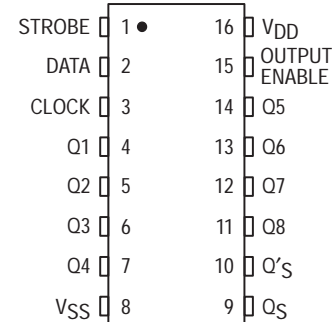 STROBE 1 16 VDD
DATA 2 15 OUTPUT ENABLE
CLOCK 3 14 Q5
Q1 4 13 Q6
Q2 5 12 Q7
Q3 6 11 Q8
Q4 7 10 Q′S
VSS 8 9 QS